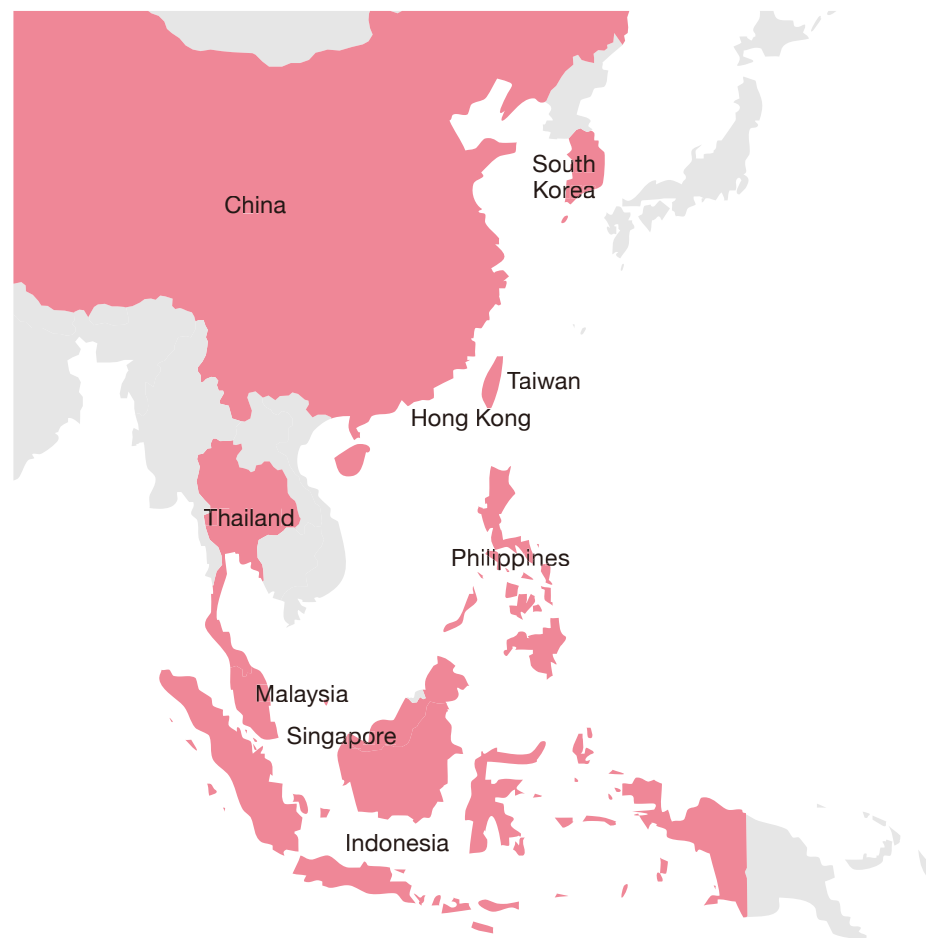 South
Korea
China
Taiwan
Hong Kong
Thailand
Philippines
Malaysia
Singapore
Indonesia